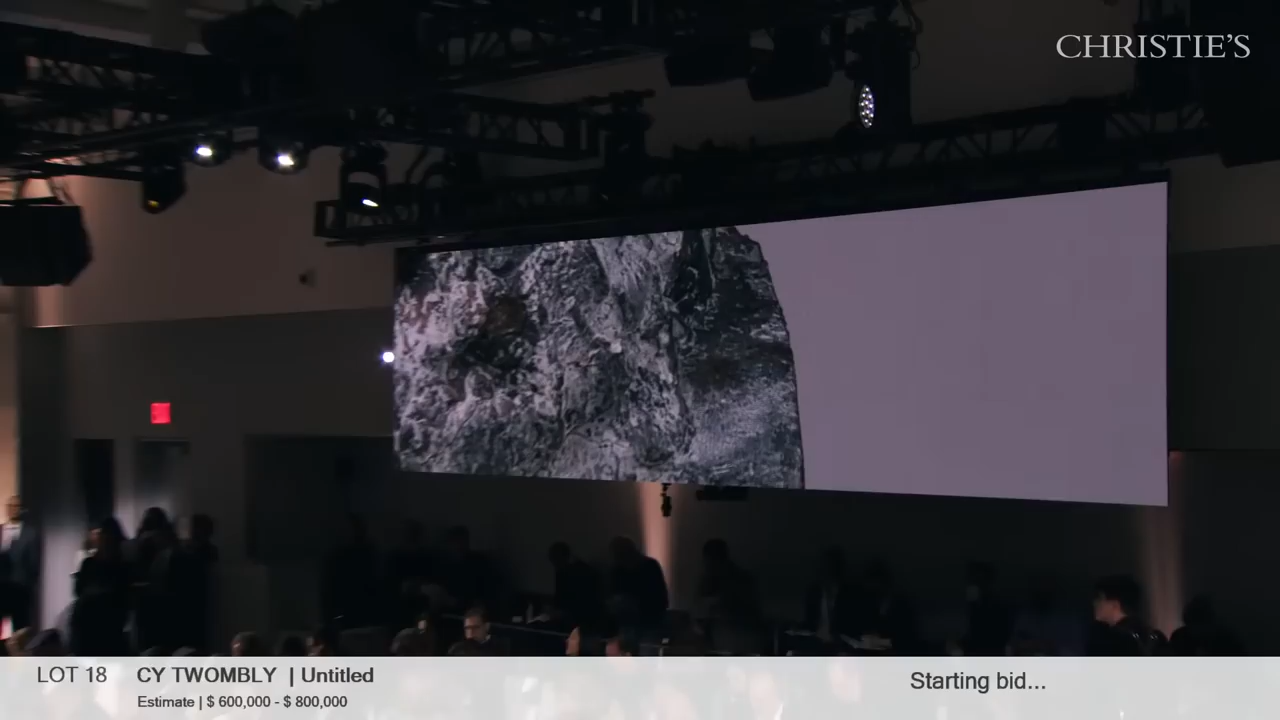 CHRISTIE'S
LOT 18 CY TWOMBLY | Untitled
Estimate | $ 600,000 - $ 800,000
Starting bid...